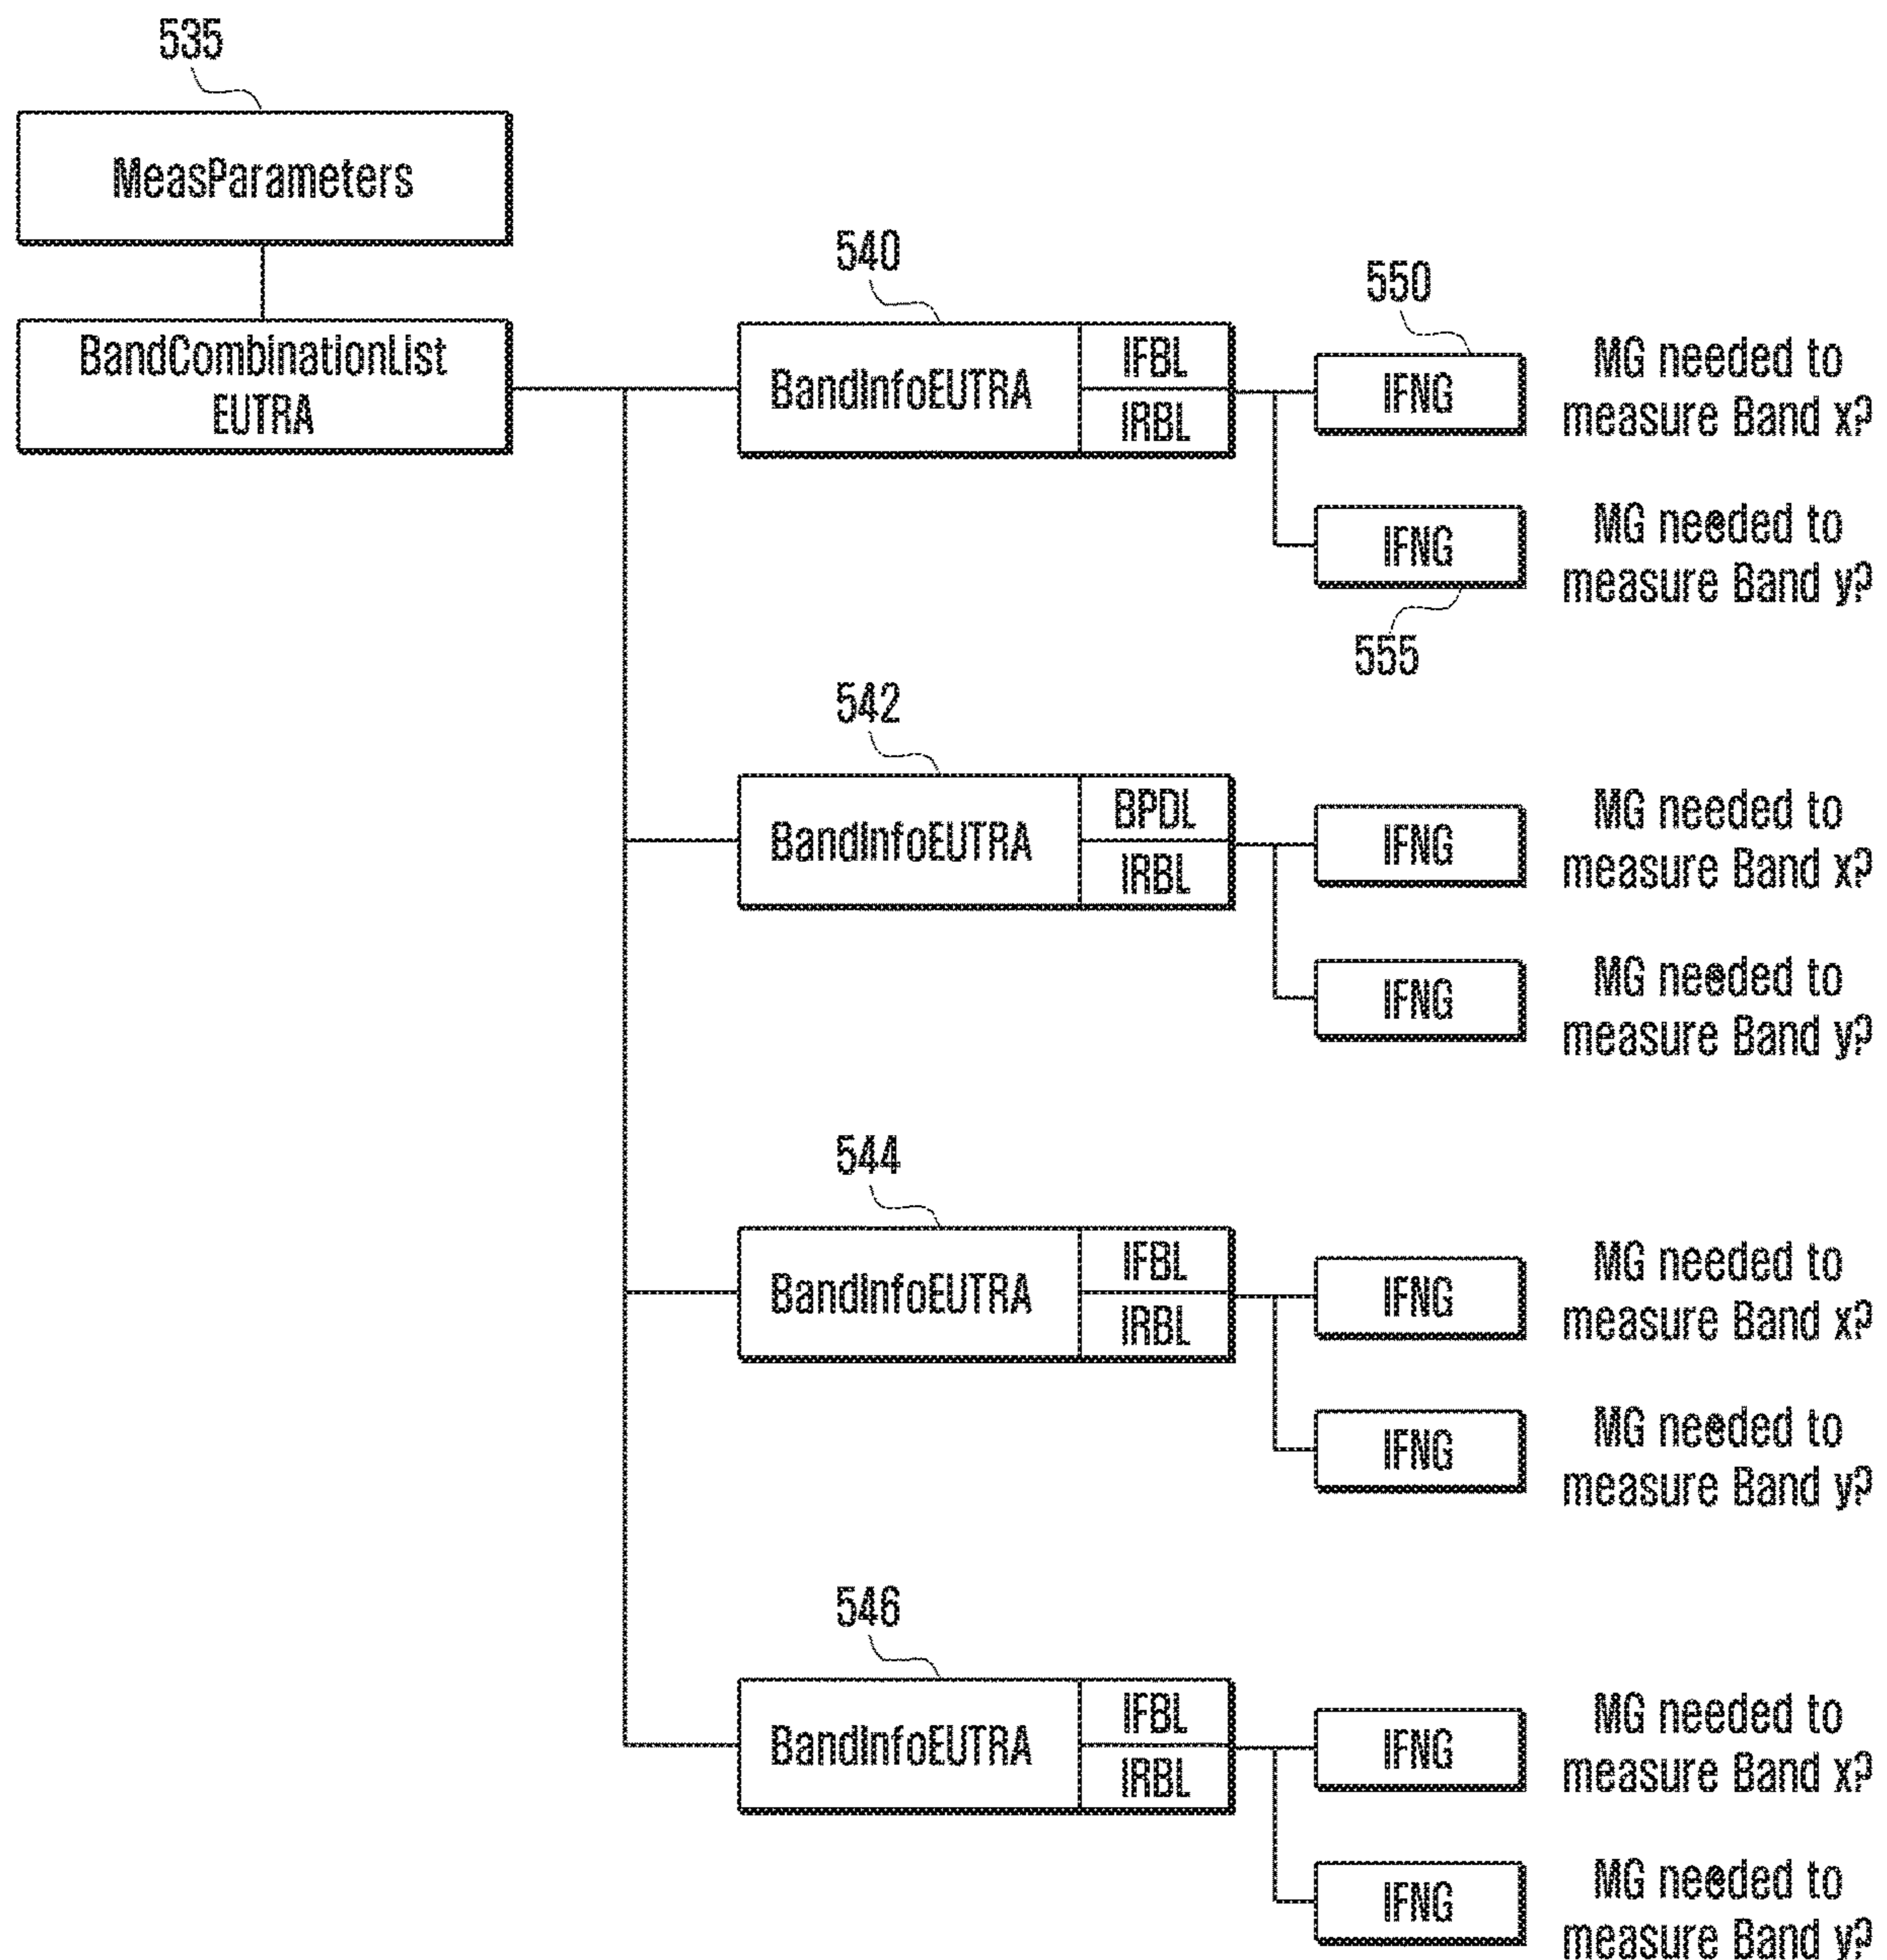 535
MeasParameters
BandCombinationList
EUTRA
540
BandInfoEUTRA
IFBL
IRBL
550
IFNG
MG needed to
measure Band x?
IFNG
MG needed to
measure Band y?
555
542
BandInfoEUTRA
BPDL
IRBL
IFNG
MG needed to
measure Band x?
IFNG
MG needed to
measure Band y?
544
BandInfoEUTRA
IFBL
IRBL
IFNG
MG needed to
measure Band x?
IFNG
MG needed to
measure Band y?
546
BandInfoEUTRA
IFBL
IRBL
IFNG
MG needed to
measure Band x?
IFNG
MG needed to
measure Band y?